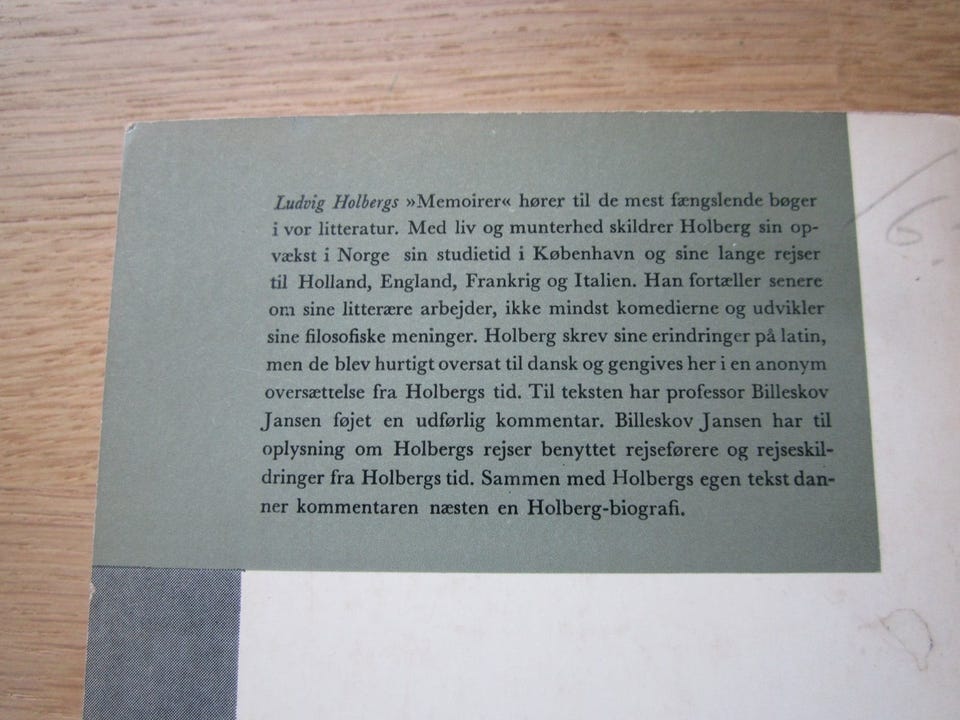 Ludvig Holbergs »Memoirer« hører til de mest fængslende bøger
i vor litteratur. Med liv og munterhed skildrer Holberg sin op-
vækst i Norge sin studietid i København og sine lange rejser
til Holland, England, Frankrig og Italien. Han fortæller senere
om sine litterære arbejder, ikke mindst komedierne og udvikler
sine filosofiske meninger. Holberg skrev sine erindringer på latin,
men de blev hurtigt oversat til dansk og gengives her i en anonym
oversættelse fra Holbergs tid. Til teksten har professor Billeskov
Jansen føjet en udførlig kommentar. Billeskov Jansen har til
oplysning om Holbergs rejser benyttet rejseførere og rejseskil-
dringer fra Holbergs tid. Sammen med Holbergs egen tekst dan-
ner kommentaren næsten en Holberg-biografi.